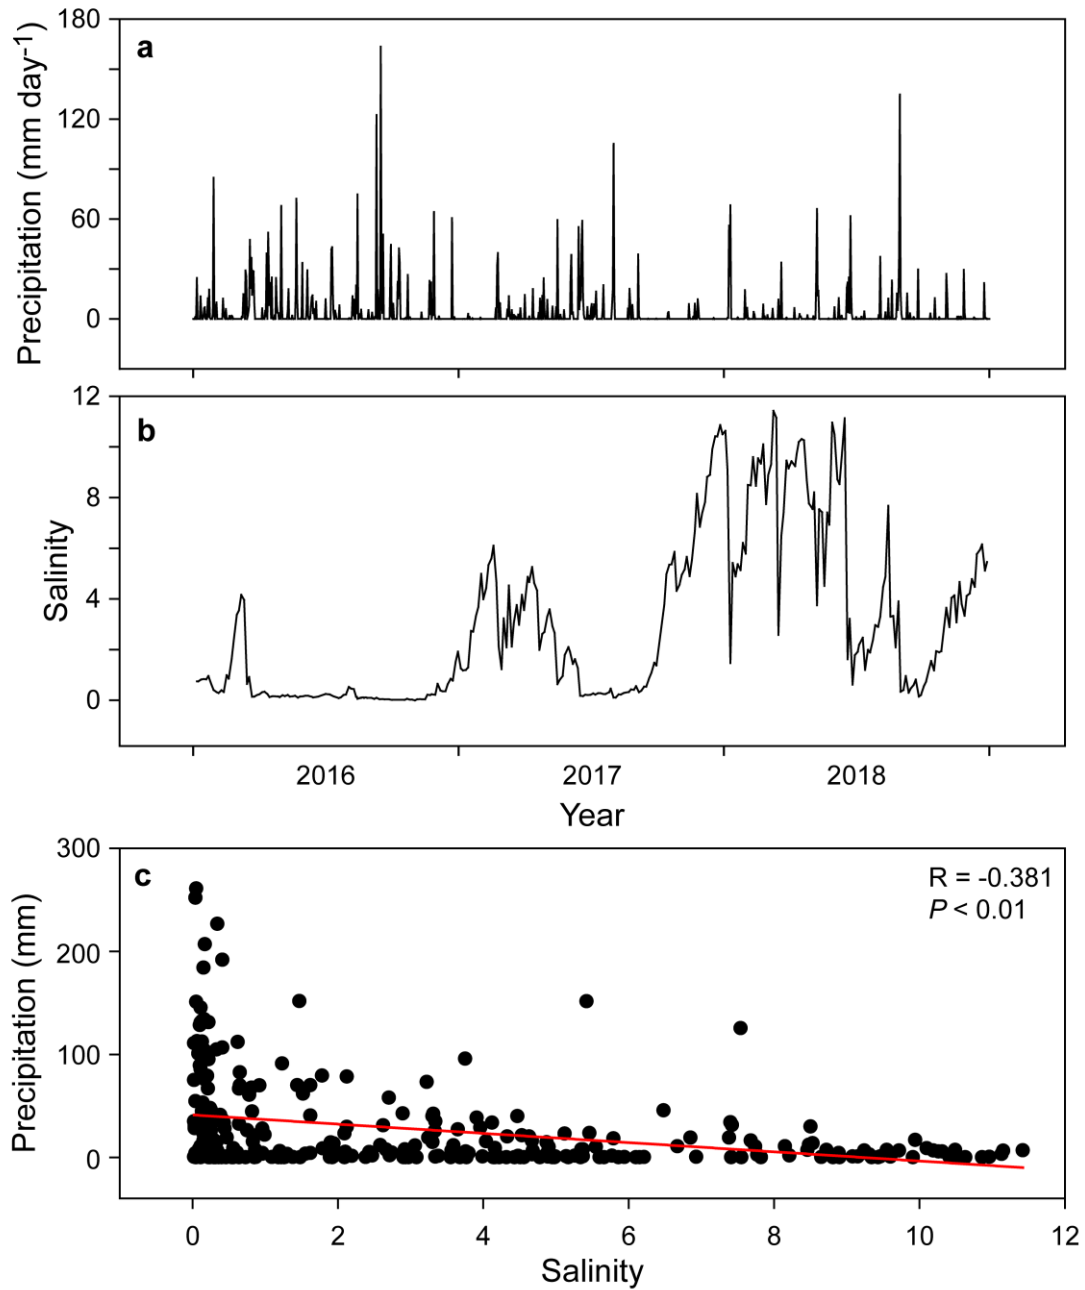 a
Precipitation (mm day-1)
180
120
60
0
b
Salinity
12
8
4
0
2016 2017 2018
Year
c
R = -0.381
P < 0.01
Precipitation (mm)
300
200
100
0
0 2 4 6 8 10 12
Salinity